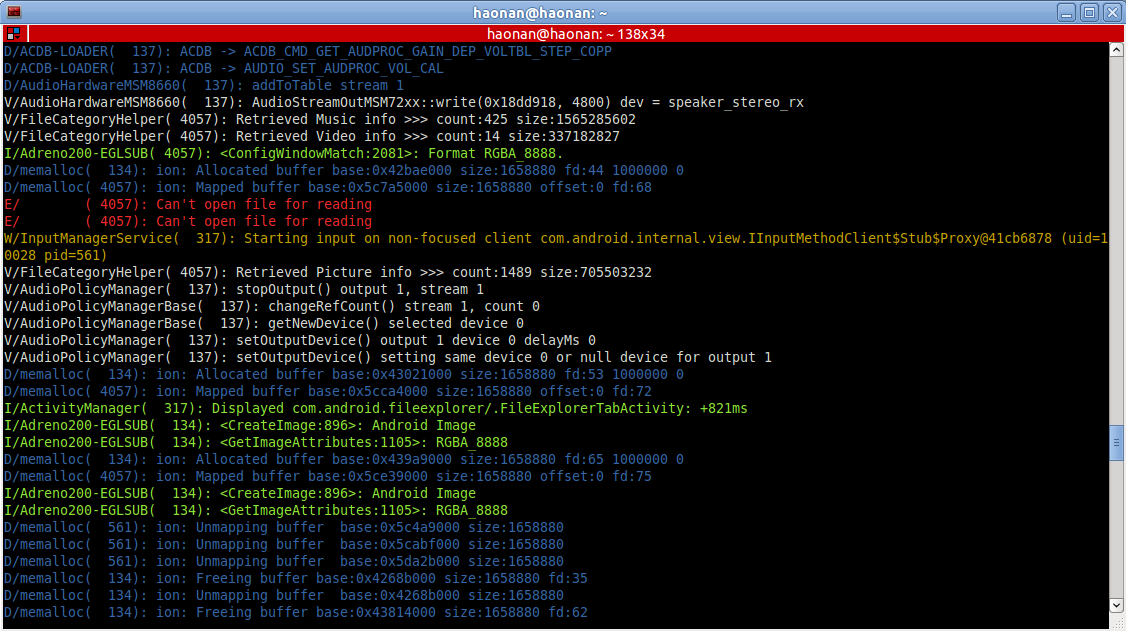 haonan@haonan: ~
haonan@haonan: ~ 138x34
D/ACDB-LOADER(  137): ACDB -> ACDB_CMD_GET_AUDPROC_GAIN_DEP_VOLTBL_STEP_COPP
D/ACDB-LOADER(  137): ACDB -> AUDIO_SET_AUDPROC_VOL_CAL
D/AudioHardwareMSM8660(  137): addToTable stream 1
V/AudioHardwareMSM8660(  137): AudioStreamOutMSM72xx::write(0x18dd918, 4800) dev = speaker_stereo_rx
V/FileCategoryHelper( 4057): Retrieved Music info >>> count:425 size:1565285602
V/FileCategoryHelper( 4057): Retrieved Video info >>> count:14 size:337182827
I/Adreno200-EGLSUB( 4057): <ConfigWindowMatch:2081>: Format RGBA_8888.
D/memalloc(  134): ion: Allocated buffer base:0x42bae000 size:1658880 fd:44 1000000 0
D/memalloc( 4057): ion: Mapped buffer base:0x5c7a5000 size:1658880 offset:0 fd:68
E/        ( 4057): Can't open file for reading
E/        ( 4057): Can't open file for reading
W/InputManagerService(  317): Starting input on non-focused client com.android.internal.view.IInputMethodClient$Stub$Proxy@41cb6878 (uid=1
0028 pid=561)
V/FileCategoryHelper( 4057): Retrieved Picture info >>> count:1489 size:705503232
V/AudioPolicyManager(  137): stopOutput() output 1, stream 1
V/AudioPolicyManagerBase(  137): changeRefCount() stream 1, count 0
V/AudioPolicyManagerBase(  137): getNewDevice() selected device 0
V/AudioPolicyManager(  137): setOutputDevice() output 1 device 0 delayMs 0
V/AudioPolicyManager(  137): setOutputDevice() setting same device 0 or null device for output 1
D/memalloc(  134): ion: Allocated buffer base:0x43021000 size:1658880 fd:53 1000000 0
D/memalloc( 4057): ion: Mapped buffer base:0x5cca4000 size:1658880 offset:0 fd:72
I/ActivityManager(  317): Displayed com.android.fileexplorer/.FileExplorerTabActivity: +821ms
I/Adreno200-EGLSUB(  134): <CreateImage:896>: Android Image
I/Adreno200-EGLSUB(  134): <GetImageAttributes:1105>: RGBA_8888
D/memalloc(  134): ion: Allocated buffer base:0x439a9000 size:1658880 fd:65 1000000 0
D/memalloc( 4057): ion: Mapped buffer base:0x5ce39000 size:1658880 offset:0 fd:75
I/Adreno200-EGLSUB(  134): <CreateImage:896>: Android Image
I/Adreno200-EGLSUB(  134): <GetImageAttributes:1105>: RGBA_8888
D/memalloc(  561): ion: Unmapping buffer  base:0x5c4a9000 size:1658880
D/memalloc(  561): ion: Unmapping buffer  base:0x5cabf000 size:1658880
D/memalloc(  561): ion: Unmapping buffer  base:0x5da2b000 size:1658880
D/memalloc(  134): ion: Freeing buffer base:0x4268b000 size:1658880 fd:35
D/memalloc(  134): ion: Unmapping buffer  base:0x4268b000 size:1658880
D/memalloc(  134): ion: Freeing buffer base:0x43814000 size:1658880 fd:62